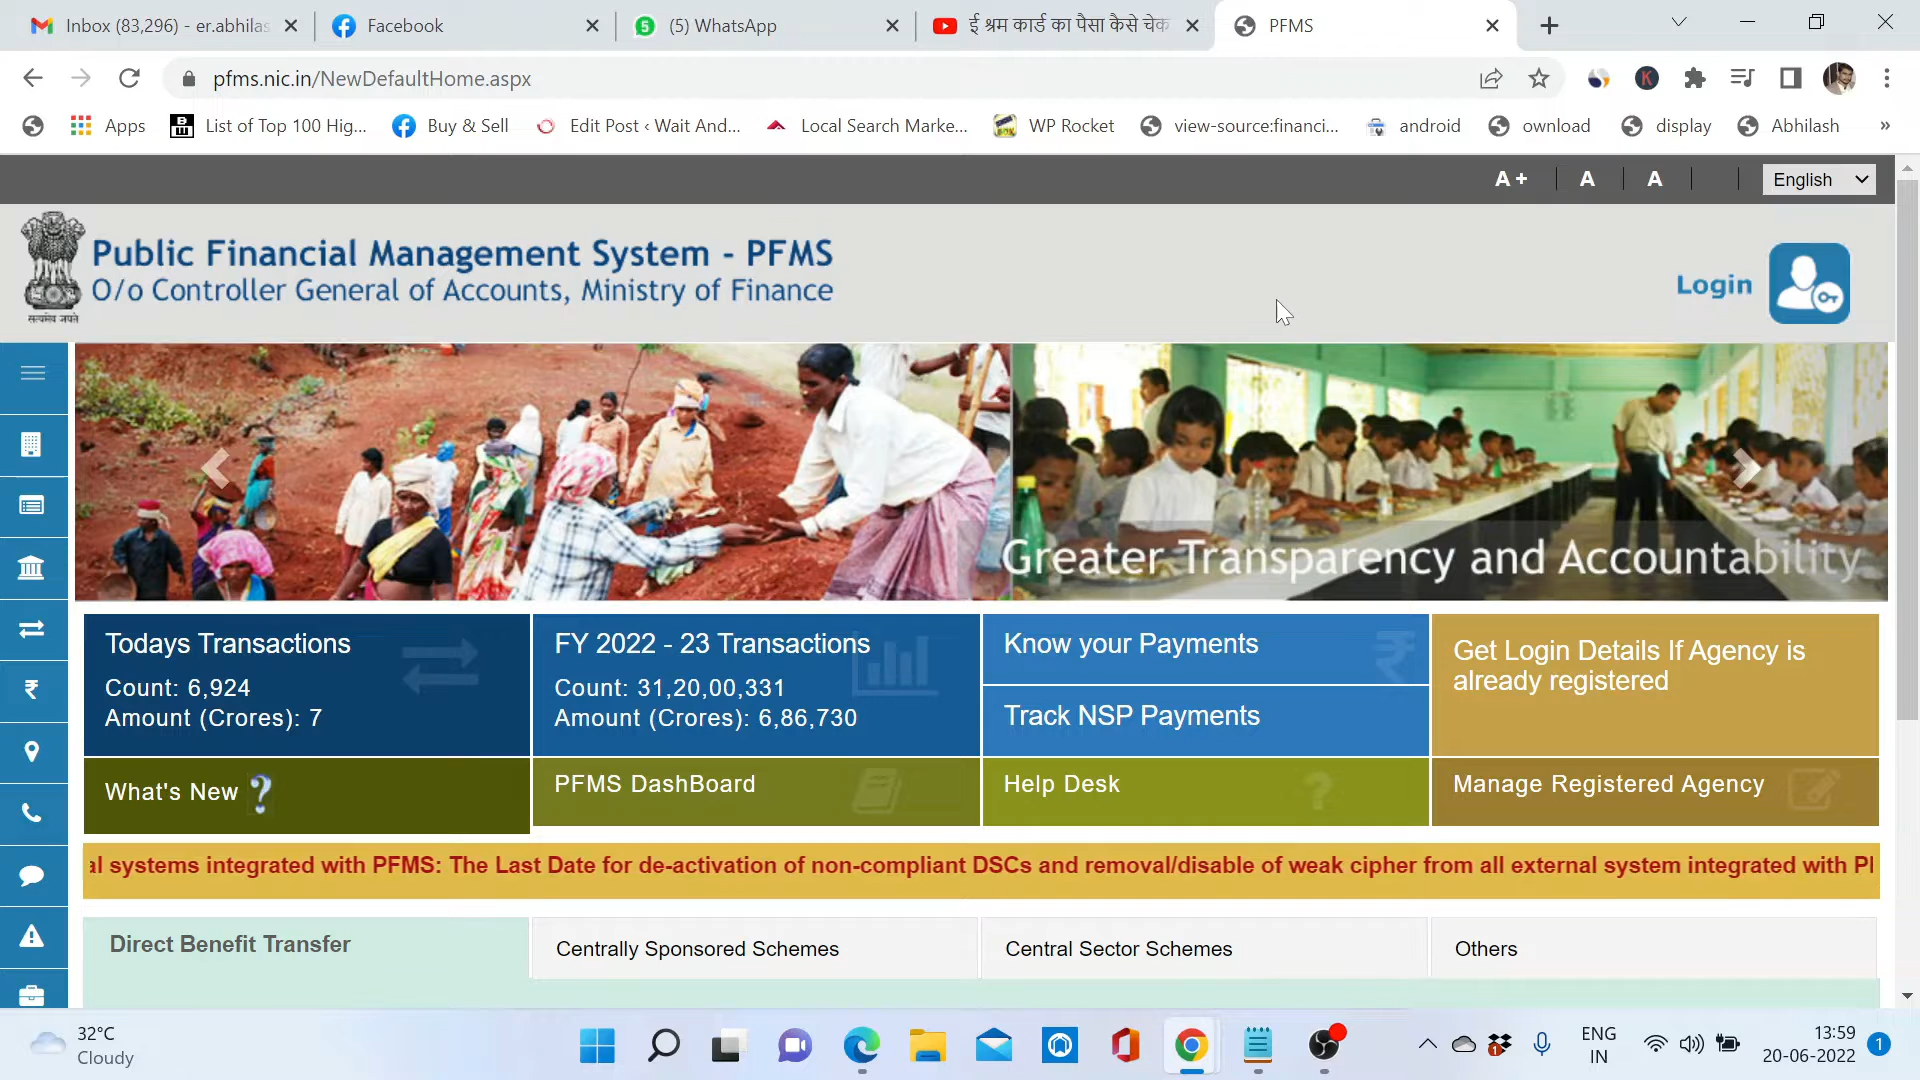 Inbox (83,296) - er.abhilas
Facebook
(5) WhatsApp
ई श्रम कार्ड का पैसा कैसे चेक
PFMS
pfms.nic.in/NewDefaultHome.aspx
Apps
List of Top 100 Hig...
Buy & Sell
Edit Post ‹ Wait And...
Local Search Marke...
WP Rocket
view-source:financi...
android
ownload
display
Abhilash
»
A+
A
A
English
सत्यमेव जयते
Public Financial Management System - PFMS
O/o Controller General of Accounts, Ministry of Finance
Login
Greater Transparency and Accountability
Todays Transactions
Count: 6,924
Amount (Crores): 7
FY 2022 - 23 Transactions
Count: 31,20,00,331
Amount (Crores): 6,86,730
Know your Payments
Track NSP Payments
Get Login Details If Agency is
already registered
What's New
PFMS DashBoard
Help Desk
Manage Registered Agency
al systems integrated with PFMS: The Last Date for de-activation of non-compliant DSCs and removal/disable of weak cipher from all external system integrated with
Direct Benefit Transfer
Centrally Sponsored Schemes
Central Sector Schemes
Others
32°C
Cloudy
ENG
IN
13:59
20-06-2022
1